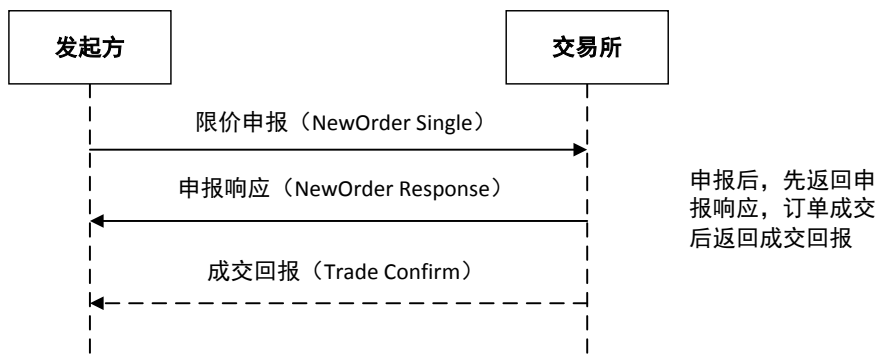 发起方
交易所
限价申报（NewOrder Single）
申报响应（NewOrder Response）
成交回报（Trade Confirm）
申报后，先返回申
报响应，订单成交
后返回成交回报